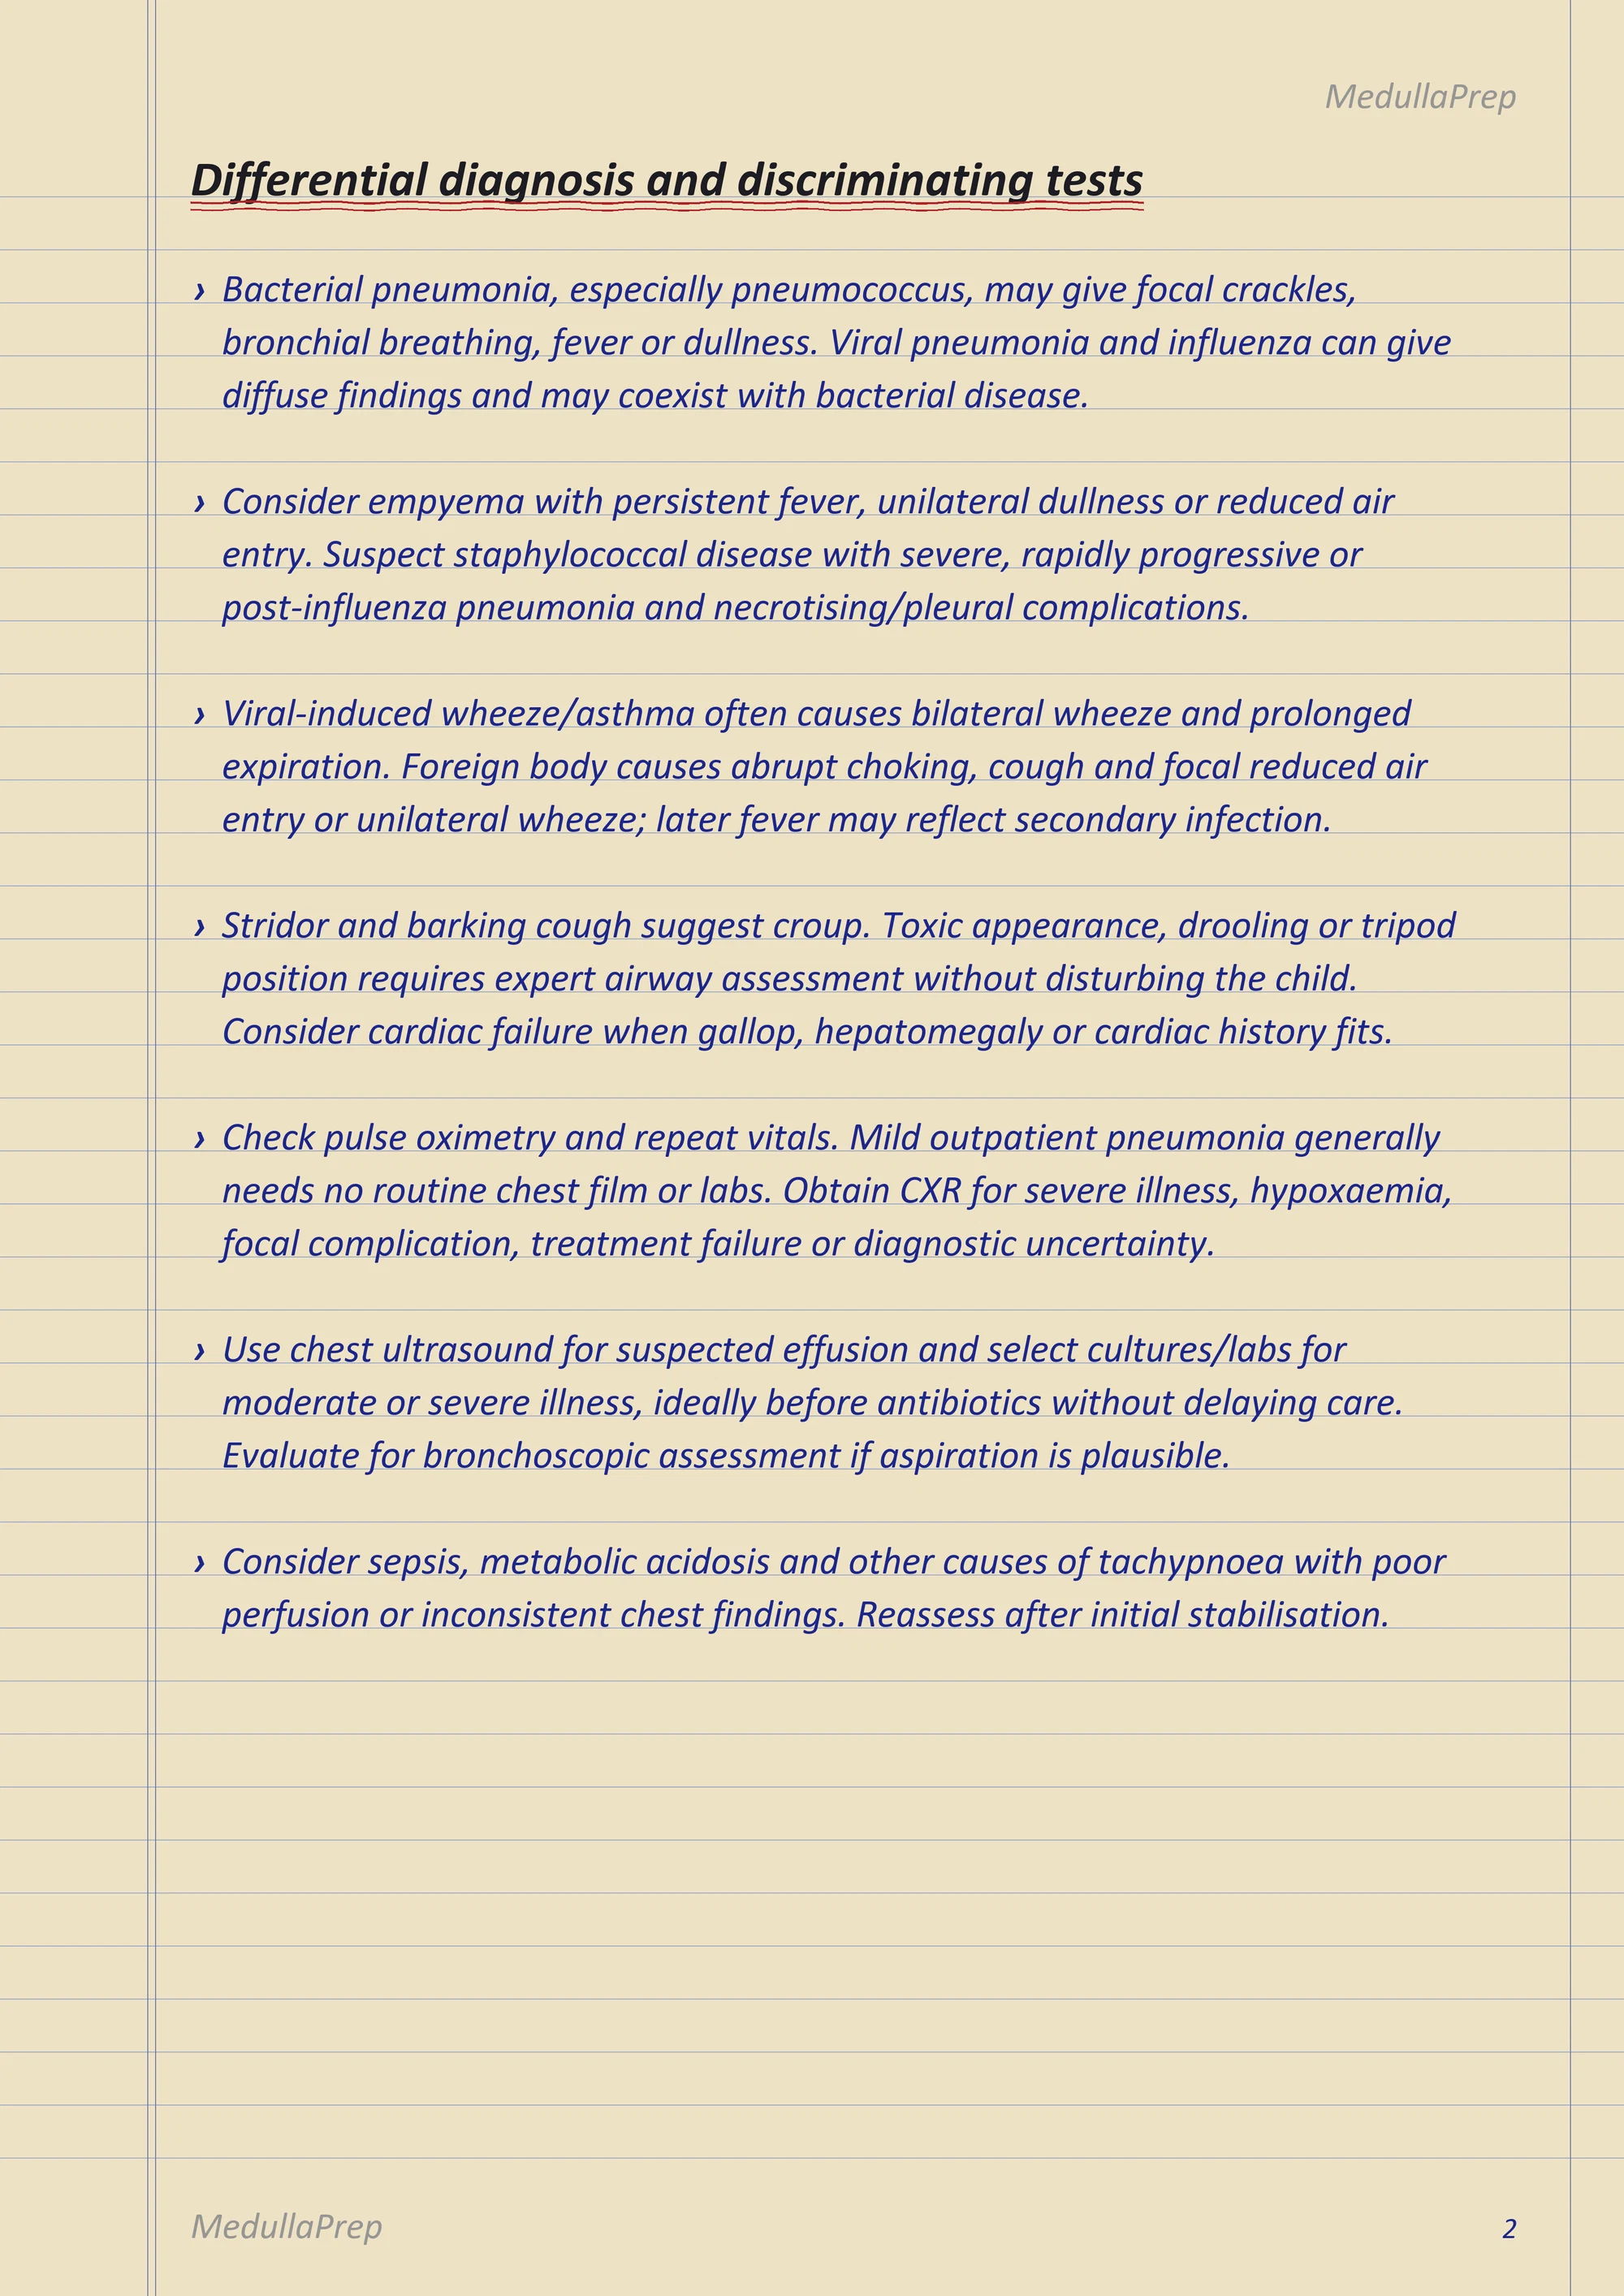 MedullaPrep
Differential diagnosis and discriminating tests
› Bacterial pneumonia, especially pneumococcus, may give focal crackles,
bronchial breathing, fever or dullness. Viral pneumonia and influenza can give
diffuse findings and may coexist with bacterial disease.
› Consider empyema with persistent fever, unilateral dullness or reduced air
entry. Suspect staphylococcal disease with severe, rapidly progressive or
post-influenza pneumonia and necrotising/pleural complications.
› Viral-induced wheeze/asthma often causes bilateral wheeze and prolonged
expiration. Foreign body causes abrupt choking, cough and focal reduced air
entry or unilateral wheeze; later fever may reflect secondary infection.
› Stridor and barking cough suggest croup. Toxic appearance, drooling or tripod
position requires expert airway assessment without disturbing the child.
Consider cardiac failure when gallop, hepatomegaly or cardiac history fits.
› Check pulse oximetry and repeat vitals. Mild outpatient pneumonia generally
needs no routine chest film or labs. Obtain CXR for severe illness, hypoxaemia,
focal complication, treatment failure or diagnostic uncertainty.
› Use chest ultrasound for suspected effusion and select cultures/labs for
moderate or severe illness, ideally before antibiotics without delaying care.
Evaluate for bronchoscopic assessment if aspiration is plausible.
› Consider sepsis, metabolic acidosis and other causes of tachypnoea with poor
perfusion or inconsistent chest findings. Reassess after initial stabilisation.
MedullaPrep
2